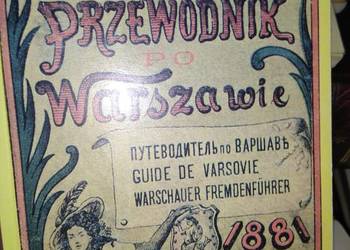 PRZEWODNIK
PO
Warszawie
ПУТЕВОДИТЕЛЬ по ВАРШАВѢ
GUIDE DE VARSOVIE
WARSCHAUER FREMDENFÜHRER
1881